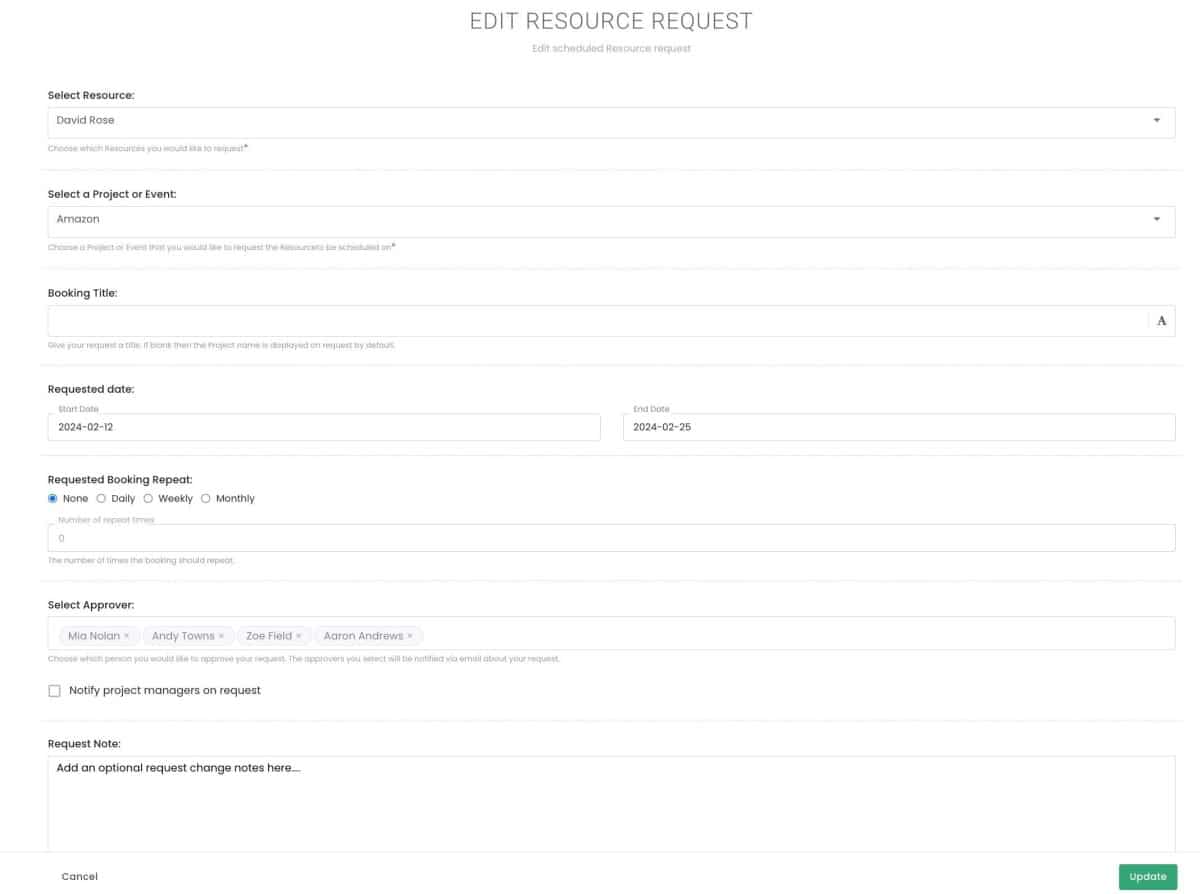 EDIT RESOURCE REQUEST
Edit scheduled Resource request
Select Resource:
David Rose
Choose which Resources you would like to request*
Select a Project or Event:
Amazon
Choose a Project or Event that you would like to request the Resource to be scheduled on*
Booking Title:
A
Give your request a title. If blank then the Project name is displayed on request by default.
Requested date:
Start Date End Date
2024-02-12 2024-02-25
Requested Booking Repeat:
None Daily Weekly Monthly
Number of repeat times
0
The number of times the booking should repeat.
Select Approver:
Mia Nolan × Andy Towns × Zoe Field × Aaron Andrews ×
Choose which person you would like to approve your request. The approvers you select will be notified via email about your request.
Notify project managers on request
Request Note:
Add an optional request change notes here....
Cancel Update